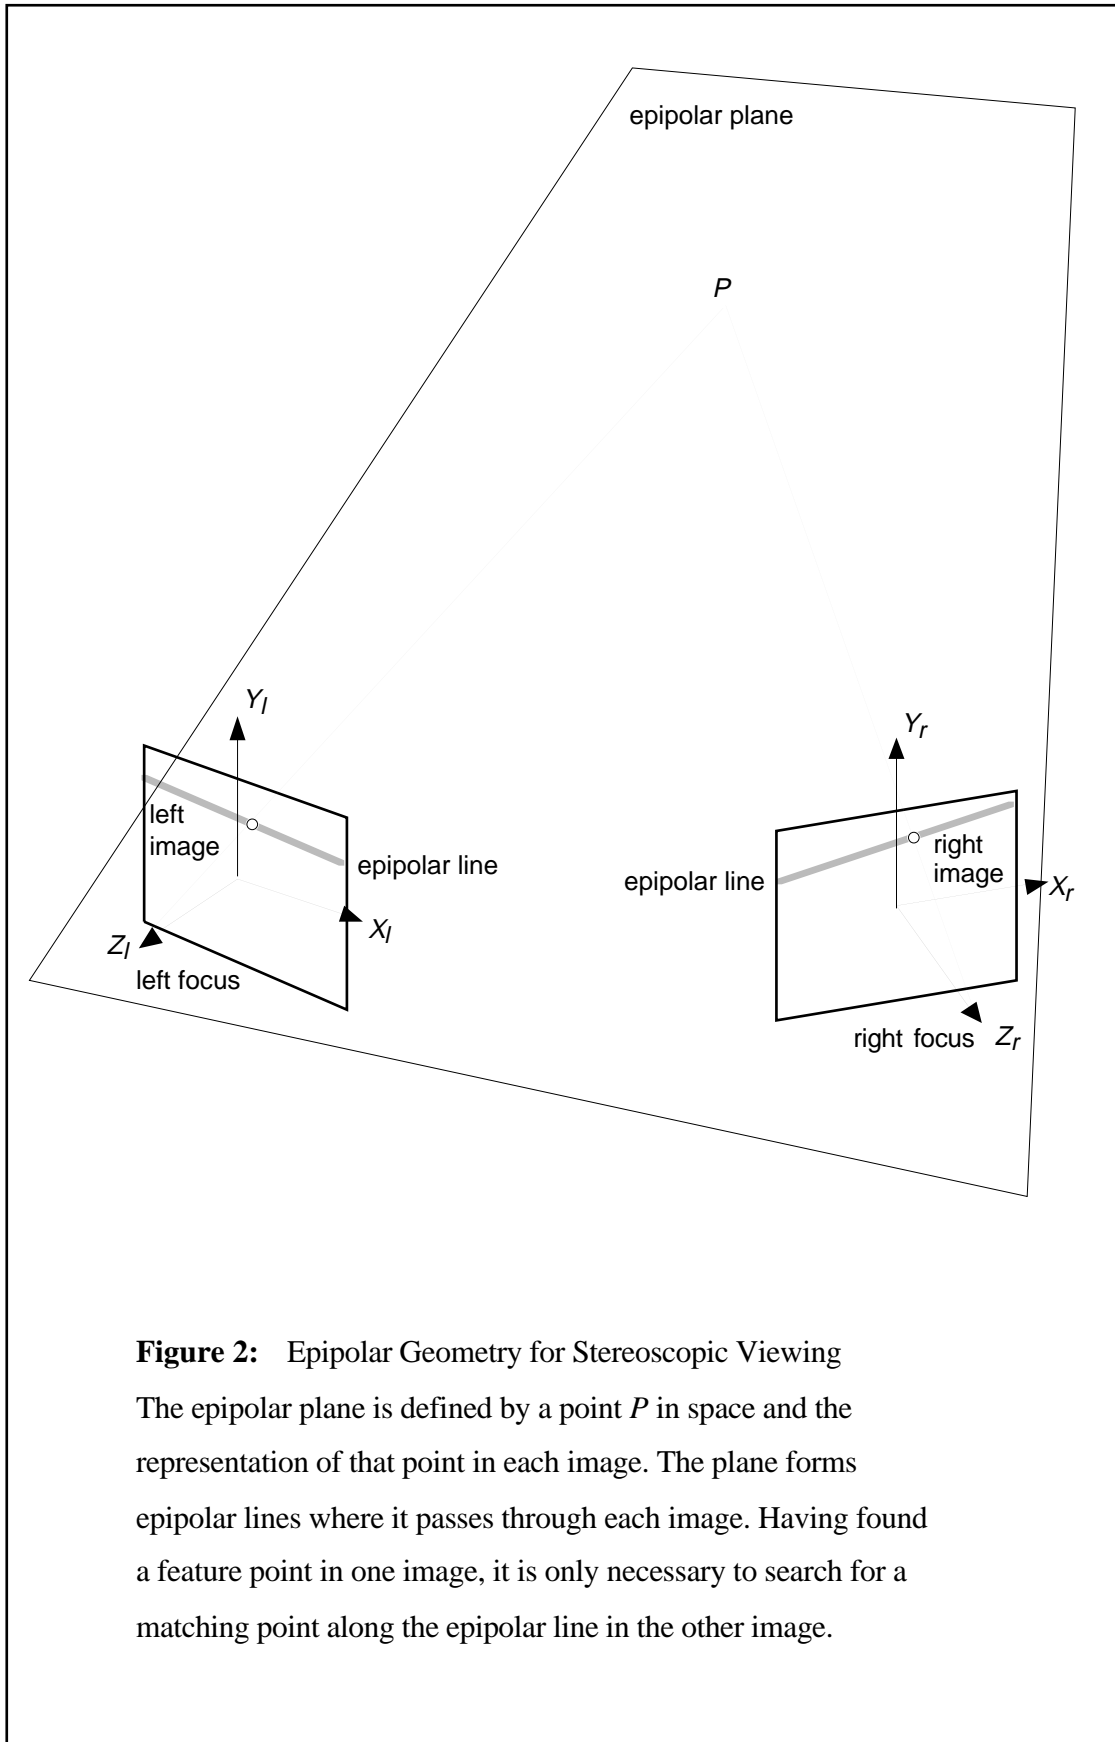 epipolar plane
P
Yl
Yr
left
image
epipolar line
right
image
epipolar line
Xr
Xl
Zl
left focus
right focus
Zr
Figure 2: Epipolar Geometry for Stereoscopic Viewing
The epipolar plane is defined by a point P in space and the
representation of that point in each image. The plane forms
epipolar lines where it passes through each image. Having found
a feature point in one image, it is only necessary to search for a
matching point along the epipolar line in the other image.